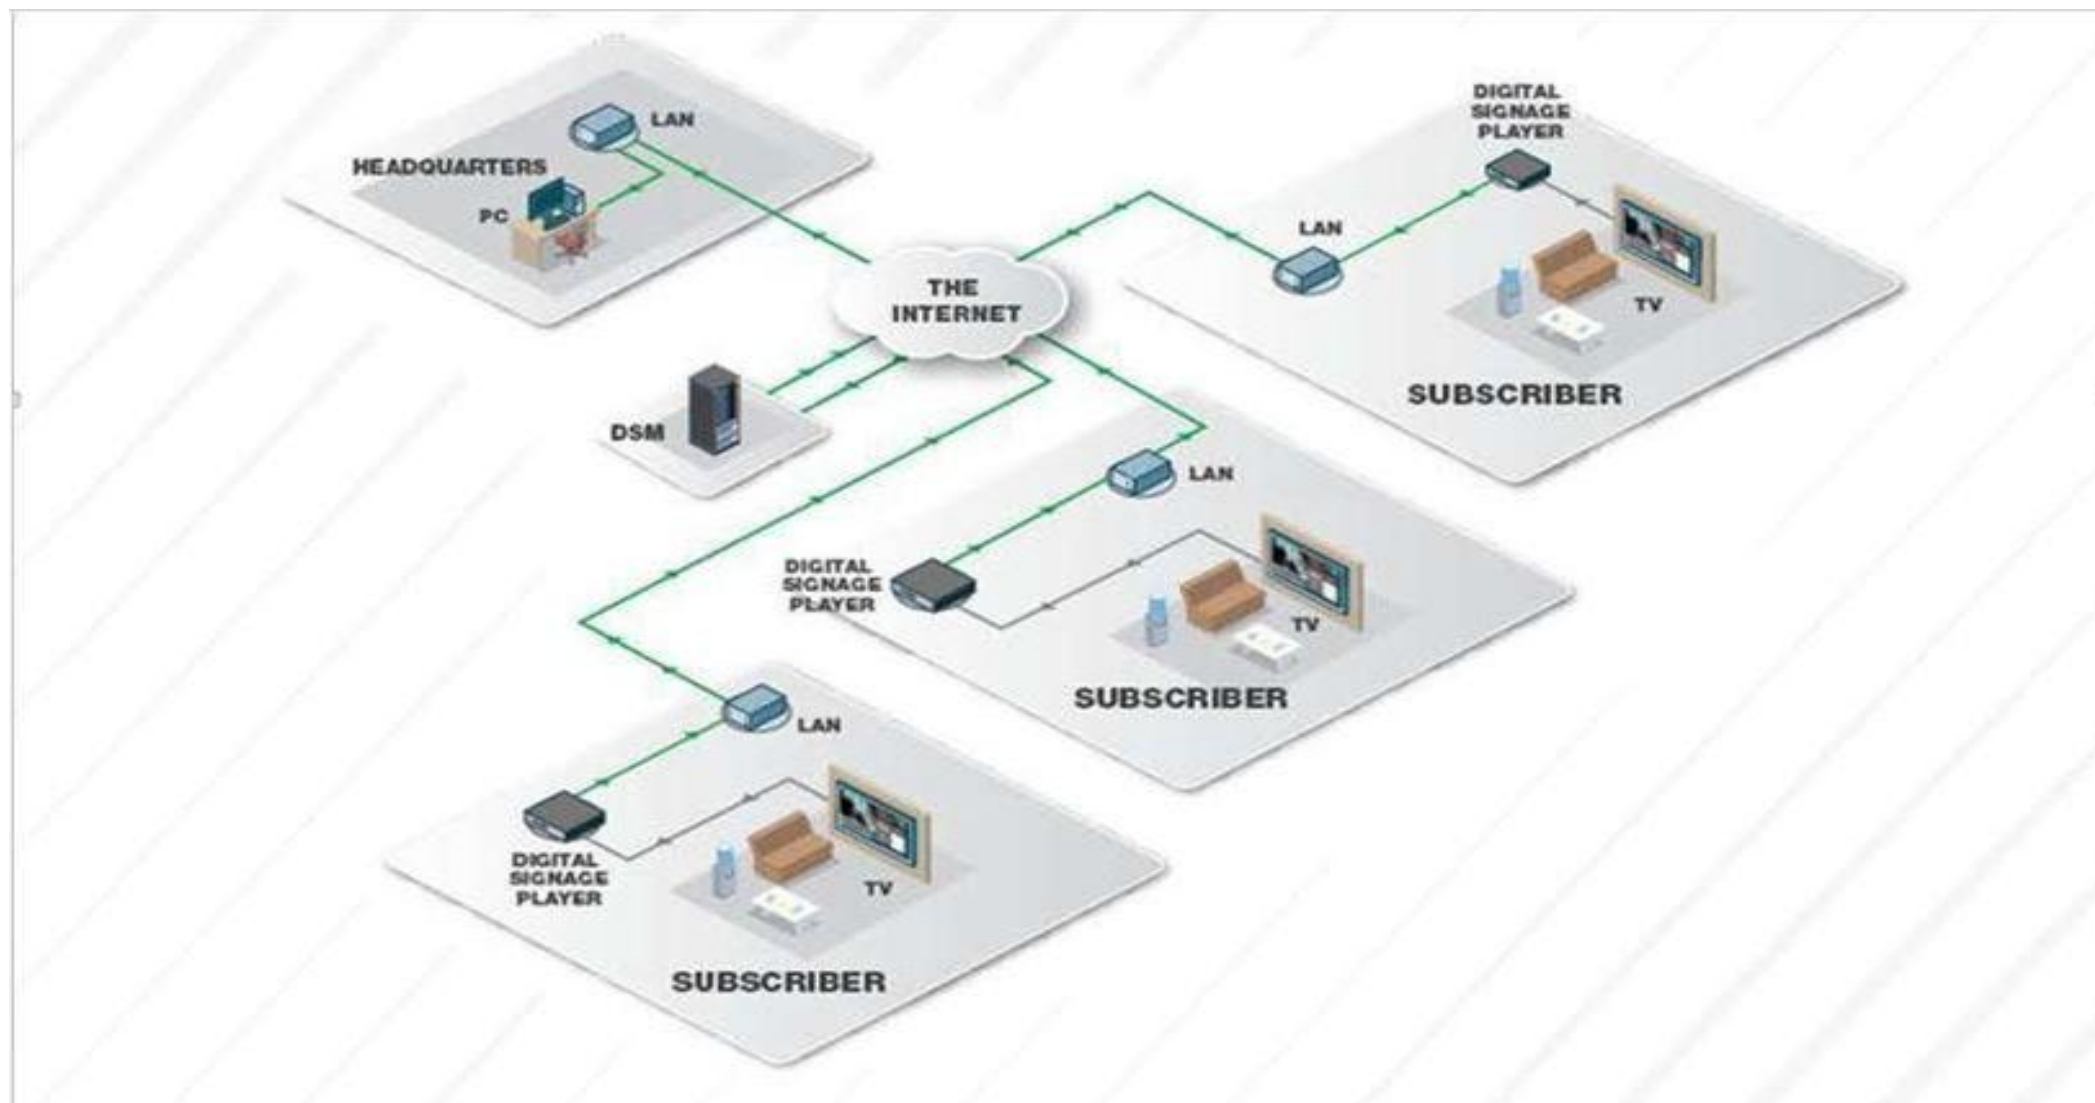 LAN
HEADQUARTERS
PC
THE
INTERNET
DSM
DIGITAL
SIGNAGE
PLAYER
LAN
TV
SUBSCRIBER
LAN
DIGITAL
SIGNAGE
PLAYER
TV
SUBSCRIBER
LAN
DIGITAL
SIGNAGE
PLAYER
TV
SUBSCRIBER